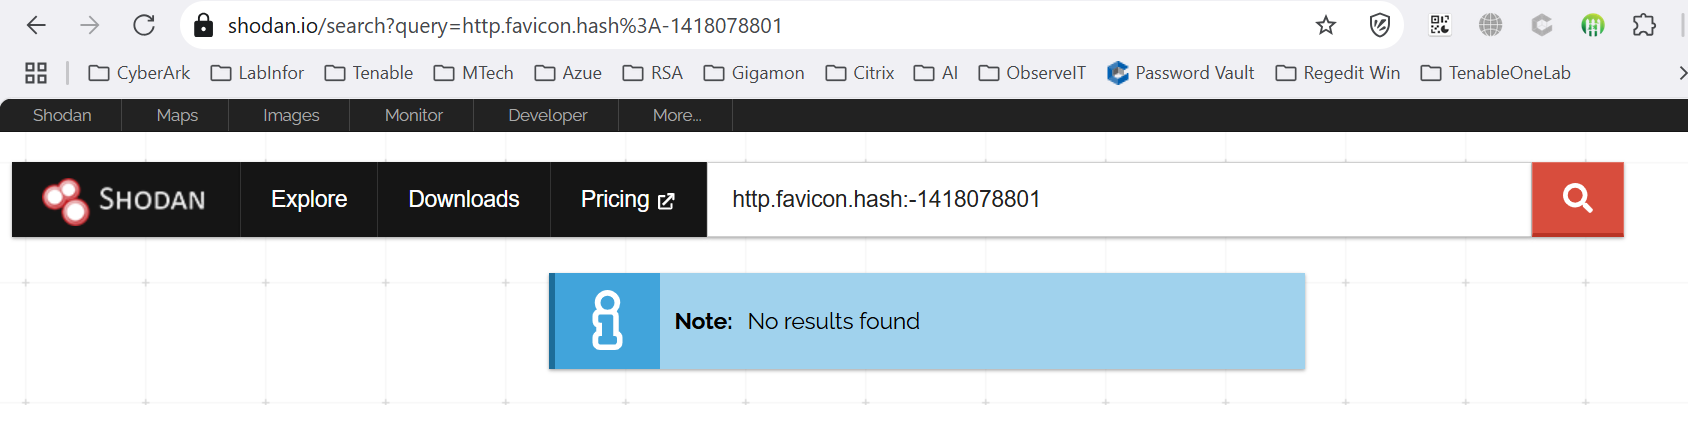 shodan.io/search?query=http.favicon.hash%3A-1418078801
CyberArk LabInfor Tenable MTech Azue RSA Gigamon Citrix AI ObserveIT Password Vault Regedit Win TenableOneLab
Shodan Maps Images Monitor Developer More...
SHODAN Explore Downloads Pricing http.favicon.hash:-1418078801
Note: No results found